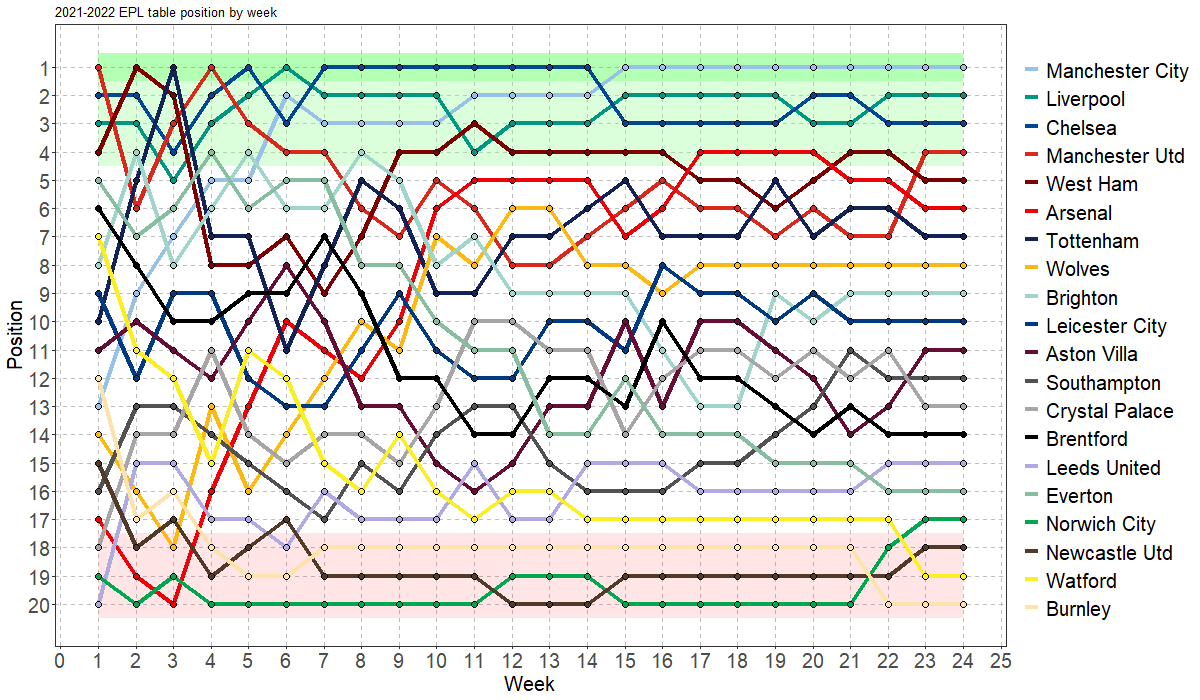 2021-2022 EPL table position by week
Position
1
2
3
4
5
6
7
8
9
10
11
12
13
14
15
16
17
18
19
20
0 1 2 3 4 5 6 7 8 9 10 11 12 13 14 15 16 17 18 19 20 21 22 23 24 25
Week
Manchester City
Liverpool
Chelsea
Manchester Utd
West Ham
Arsenal
Tottenham
Wolves
Brighton
Leicester City
Aston Villa
Southampton
Crystal Palace
Brentford
Leeds United
Everton
Norwich City
Newcastle Utd
Watford
Burnley